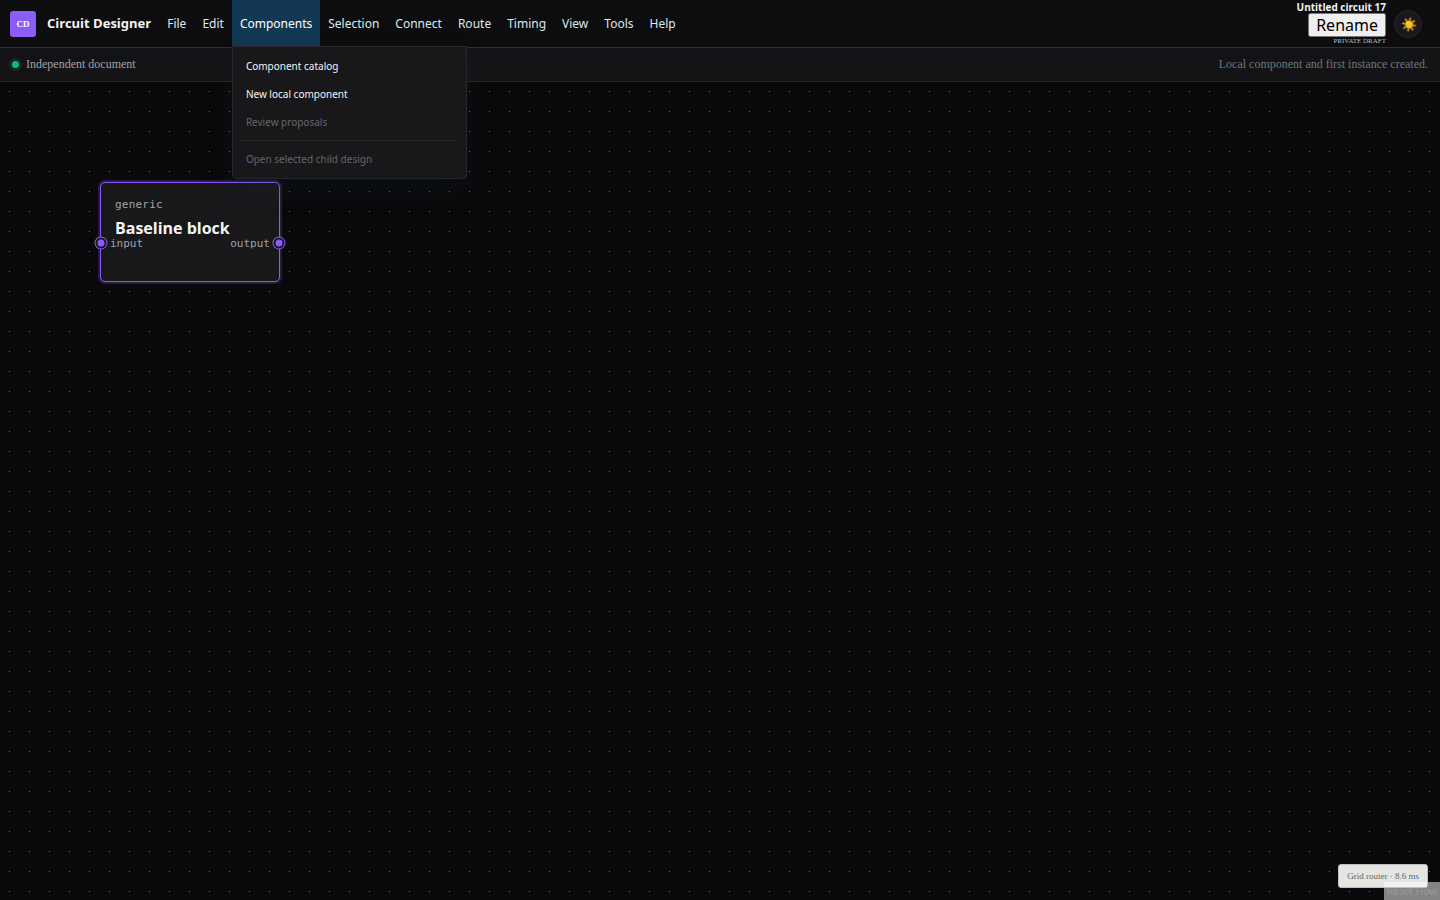 CD
Circuit Designer
File
Edit
Components
Selection
Connect
Route
Timing
View
Tools
Help
Untitled circuit 17
Rename
PRIVATE DRAFT
Independent document
Local component and first instance created.
Component catalog
New local component
Review proposals
Open selected child design
generic
Baseline block
input
output
Grid router · 8.6 ms
React Flow